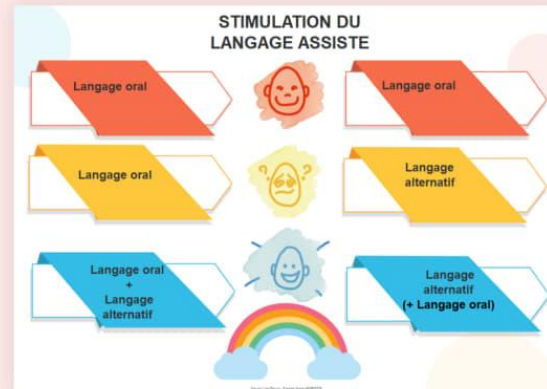 STIMULATION DU
LANGAGE ASSISTE
Langage oral
Langage oral
Langage oral
? ?
Langage
alternatif
Langage oral
+
Langage
alternatif
Langage
alternatif
(+ Langage oral)